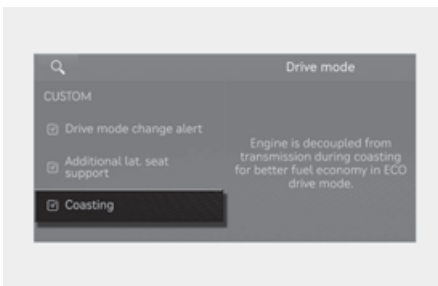 Drive mode
CUSTOM
Drive mode change alert
Additional lat. seat
support
Coasting
Engine is decoupled from
transmission during coasting
for better fuel economy in ECO
drive mode.